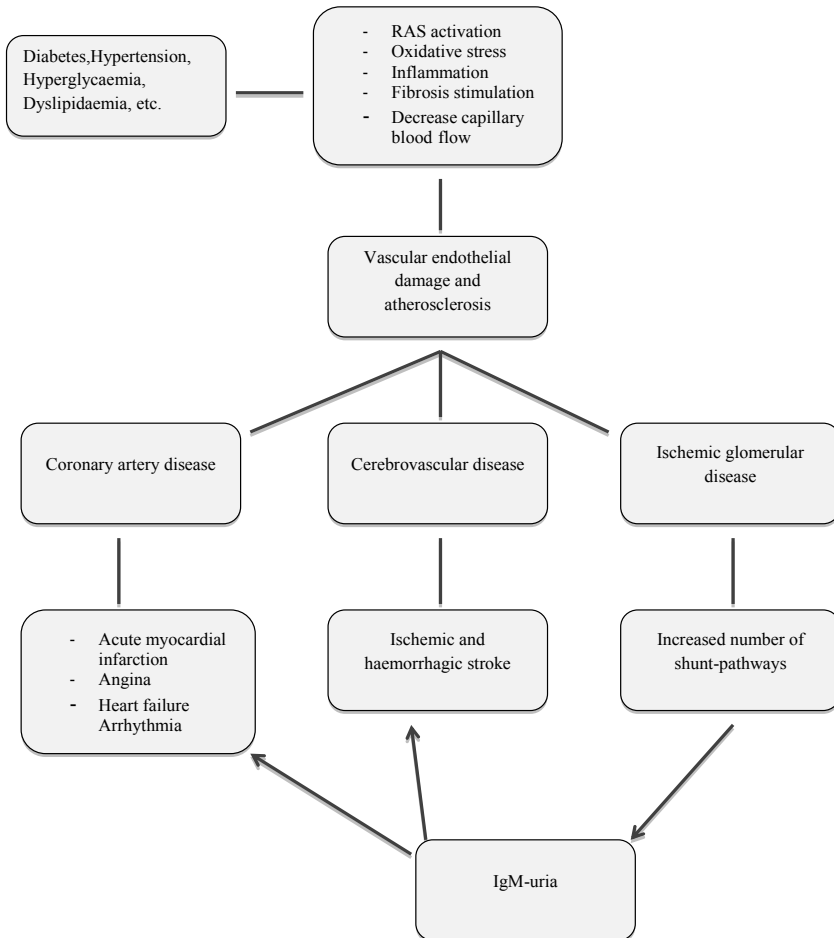 Diabetes,Hypertension,
Hyperglycaemia,
Dyslipidaemia, etc.
- RAS activation
- Oxidative stress
- Inflammation
- Fibrosis stimulation
- Decrease capillary
blood flow
Vascular endothelial
damage and
atherosclerosis
Coronary artery disease
Cerebrovascular disease
Ischemic glomerular
disease
- Acute myocardial
infarction
- Angina
- Heart failure
Arrhythmia
Ischemic and
haemorrhagic stroke
Increased number of
shunt-pathways
IgM-uria